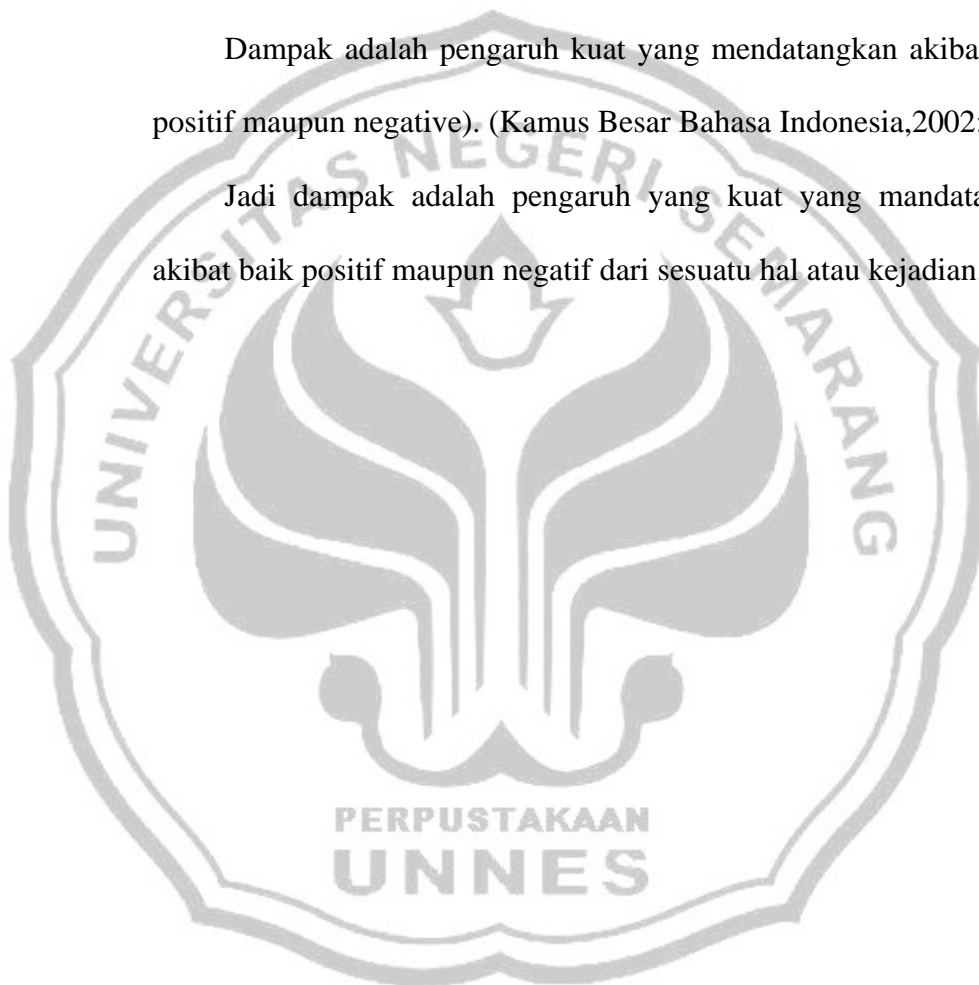 Dampak adalah pengaruh kuat yang mendatangkan akiba
positif maupun negative). (Kamus Besar Bahasa Indonesia,2002:
Jadi dampak adalah pengaruh yang kuat yang mandata
akibat baik positif maupun negatif dari sesuatu hal atau kejadian
UNIVERSITAS NEGERI SEMARANG
PERPUSTAKAAN
UNNES